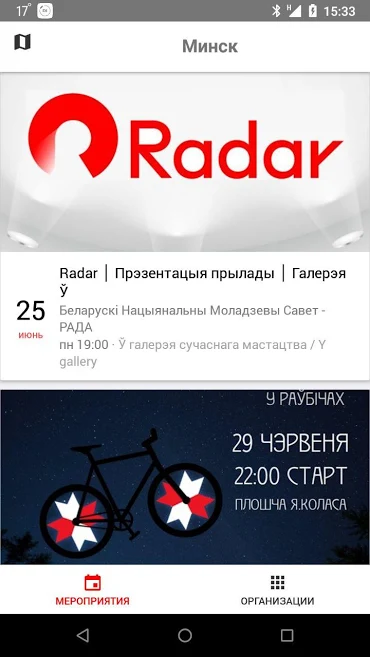 17°
H
15:33
Минск
Radar
Radar | Прэзентацыя прылады | Галерэя
Ў
25
июнь
Беларускі Нацыянальны Моладзевы Савет -
РАДА
пн 19:00 · Ў галерэя сучаснага мастацтва / Y
gallery
У РАЎБІЧАХ
29 ЧЭРВЕНЯ
22:00 СТАРТ
ПЛОШЧА Я.КОЛАСА
МЕРОПРИЯТИЯ
ОРГАНИЗАЦИИ